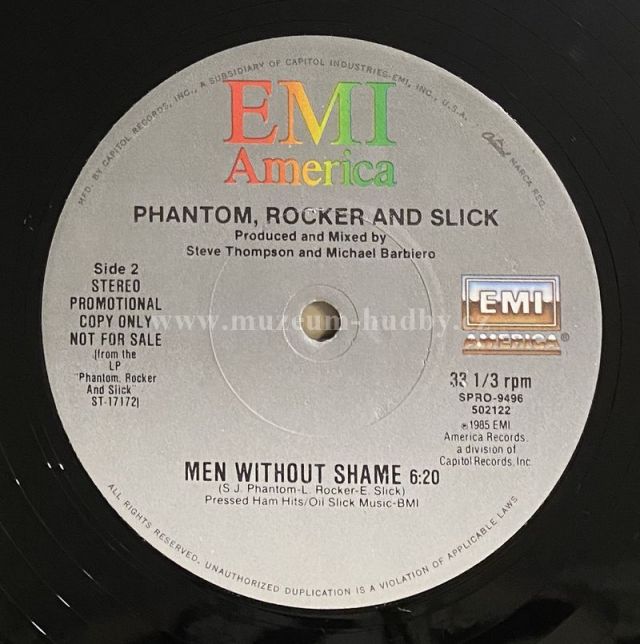 MFD. BY CAPITOL RECORDS, INC., A SUBSIDIARY OF CAPITOL INDUSTRIES-EMI, INC., U.S.A.
Capitol MARCA REG.
EMI
America
PHANTOM, ROCKER AND SLICK
Produced and Mixed by
Steve Thompson and Michael Barbiero
Side 2
STEREO
PROMOTIONAL
COPY ONLY
NOT FOR SALE
(from the
LP
"Phantom, Rocker
And Slick"
ST-17172)
EMI
AMERICA®
33 1/3 rpm
SPRO-9496
502122
℗1985 EMI
America Records,
a division of
Capitol Records, Inc.
www.muzeum-hudby.cz
MEN WITHOUT SHAME 6:20
(S.J. Phantom-L. Rocker-E. Slick)
Pressed Ham Hits/Oil Slick Music-BMI
ALL RIGHTS RESERVED. UNAUTHORIZED DUPLICATION IS A VIOLATION OF APPLICABLE LAWS